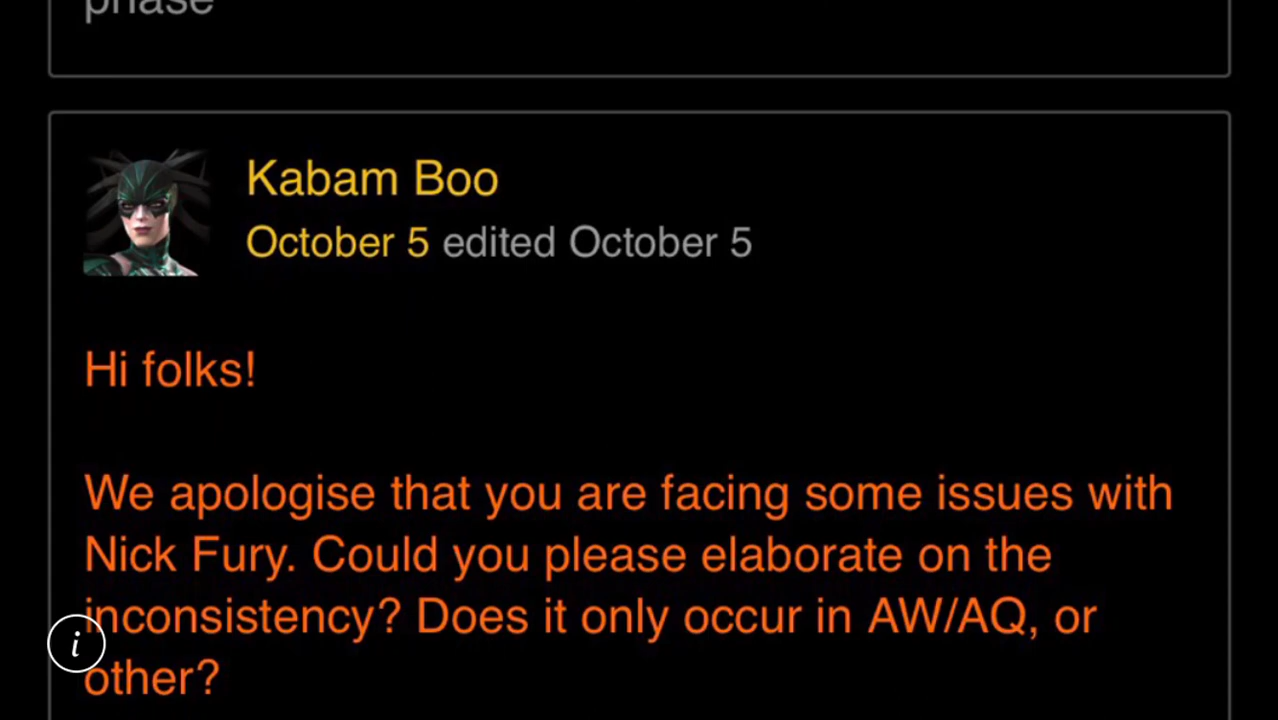 phase
Kabam Boo
October 5 edited October 5
Hi folks!
We apologise that you are facing some issues with
Nick Fury. Could you please elaborate on the
inconsistency? Does it only occur in AW/AQ, or
i
other?